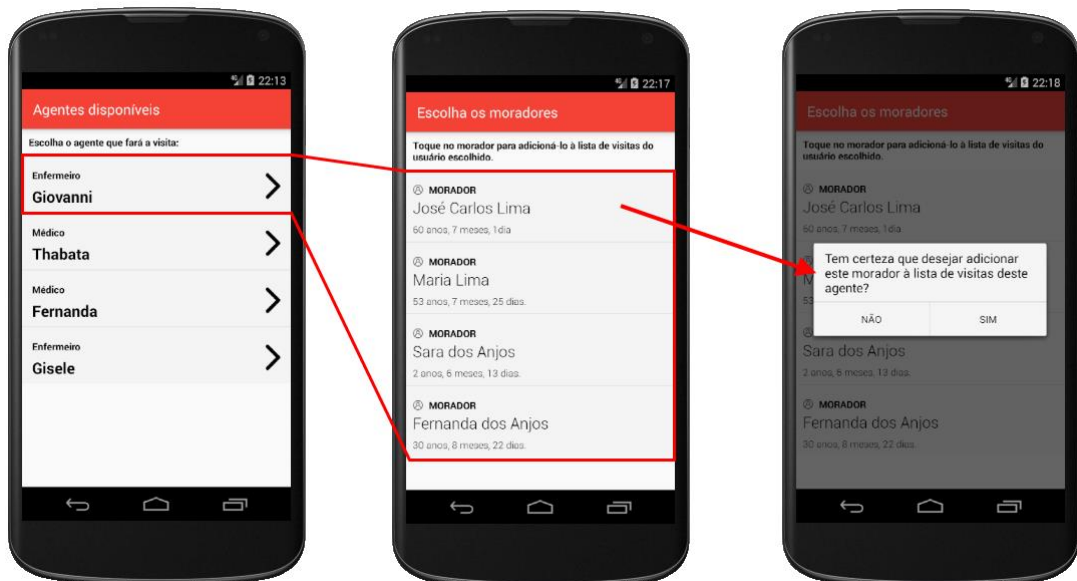 22:13
Agentes disponíveis
Escolha o agente que fará a visita:
Enfermeiro
Giovanni
Médico
Thabata
Médico
Fernanda
Enfermeiro
Gisele
22:17
Escolha os moradores
Toque no morador para adicioná-lo à lista de visitas do
usuário escolhido.
MORADOR
José Carlos Lima
60 anos, 7 meses, 1dia
MORADOR
Maria Lima
53 anos, 7 meses, 25 dias.
MORADOR
Sara dos Anjos
2 anos, 6 meses, 13 dias.
MORADOR
Fernanda dos Anjos
30 anos, 8 meses, 22 dias.
22:18
Escolha os moradores
Toque no morador para adicioná-lo à lista de visitas do
usuário escolhido.
MORADOR
José Carlos Lima
60 anos, 7 meses, 1dia
Tem certeza que desejar adicionar
este morador à lista de visitas deste
agente?
NÃO SIM
M
53
Sara dos Anjos
2 anos, 6 meses, 13 dias.
MORADOR
Fernanda dos Anjos
30 anos, 8 meses, 22 dias.